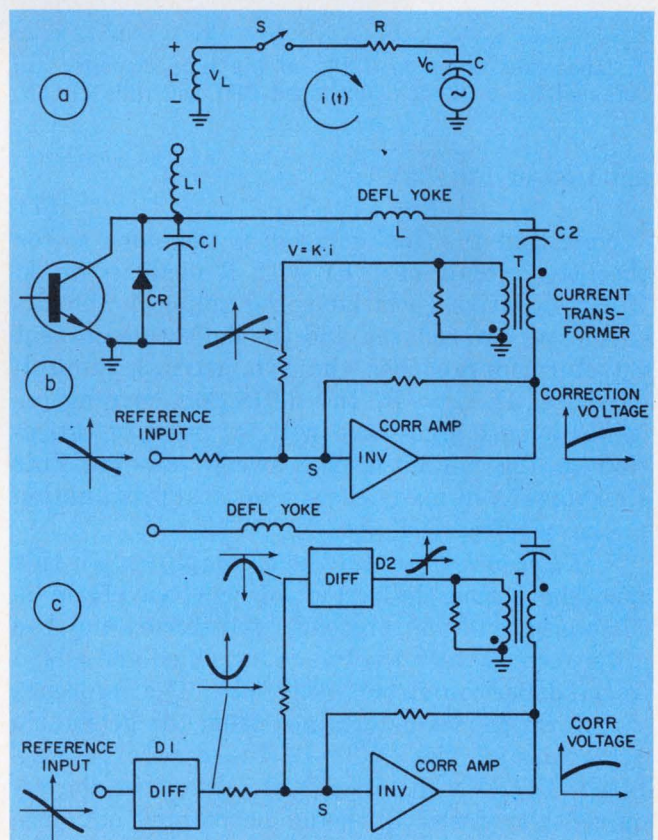 S
R
+
L
V_L
–
V_C
C
a
i(t)
L1
DEFL YOKE
L
C1
C2
V=K·i
T
CR
CURRENT
TRANS-
FORMER
b
CORRECTION
VOLTAGE
REFERENCE
INPUT
CORR AMP
S
INV
DEFL YOKE
D2
DIFF
T
c
REFERENCE
INPUT
D1
DIFF
CORR
VOLTAGE
CORR AMP
S
INV